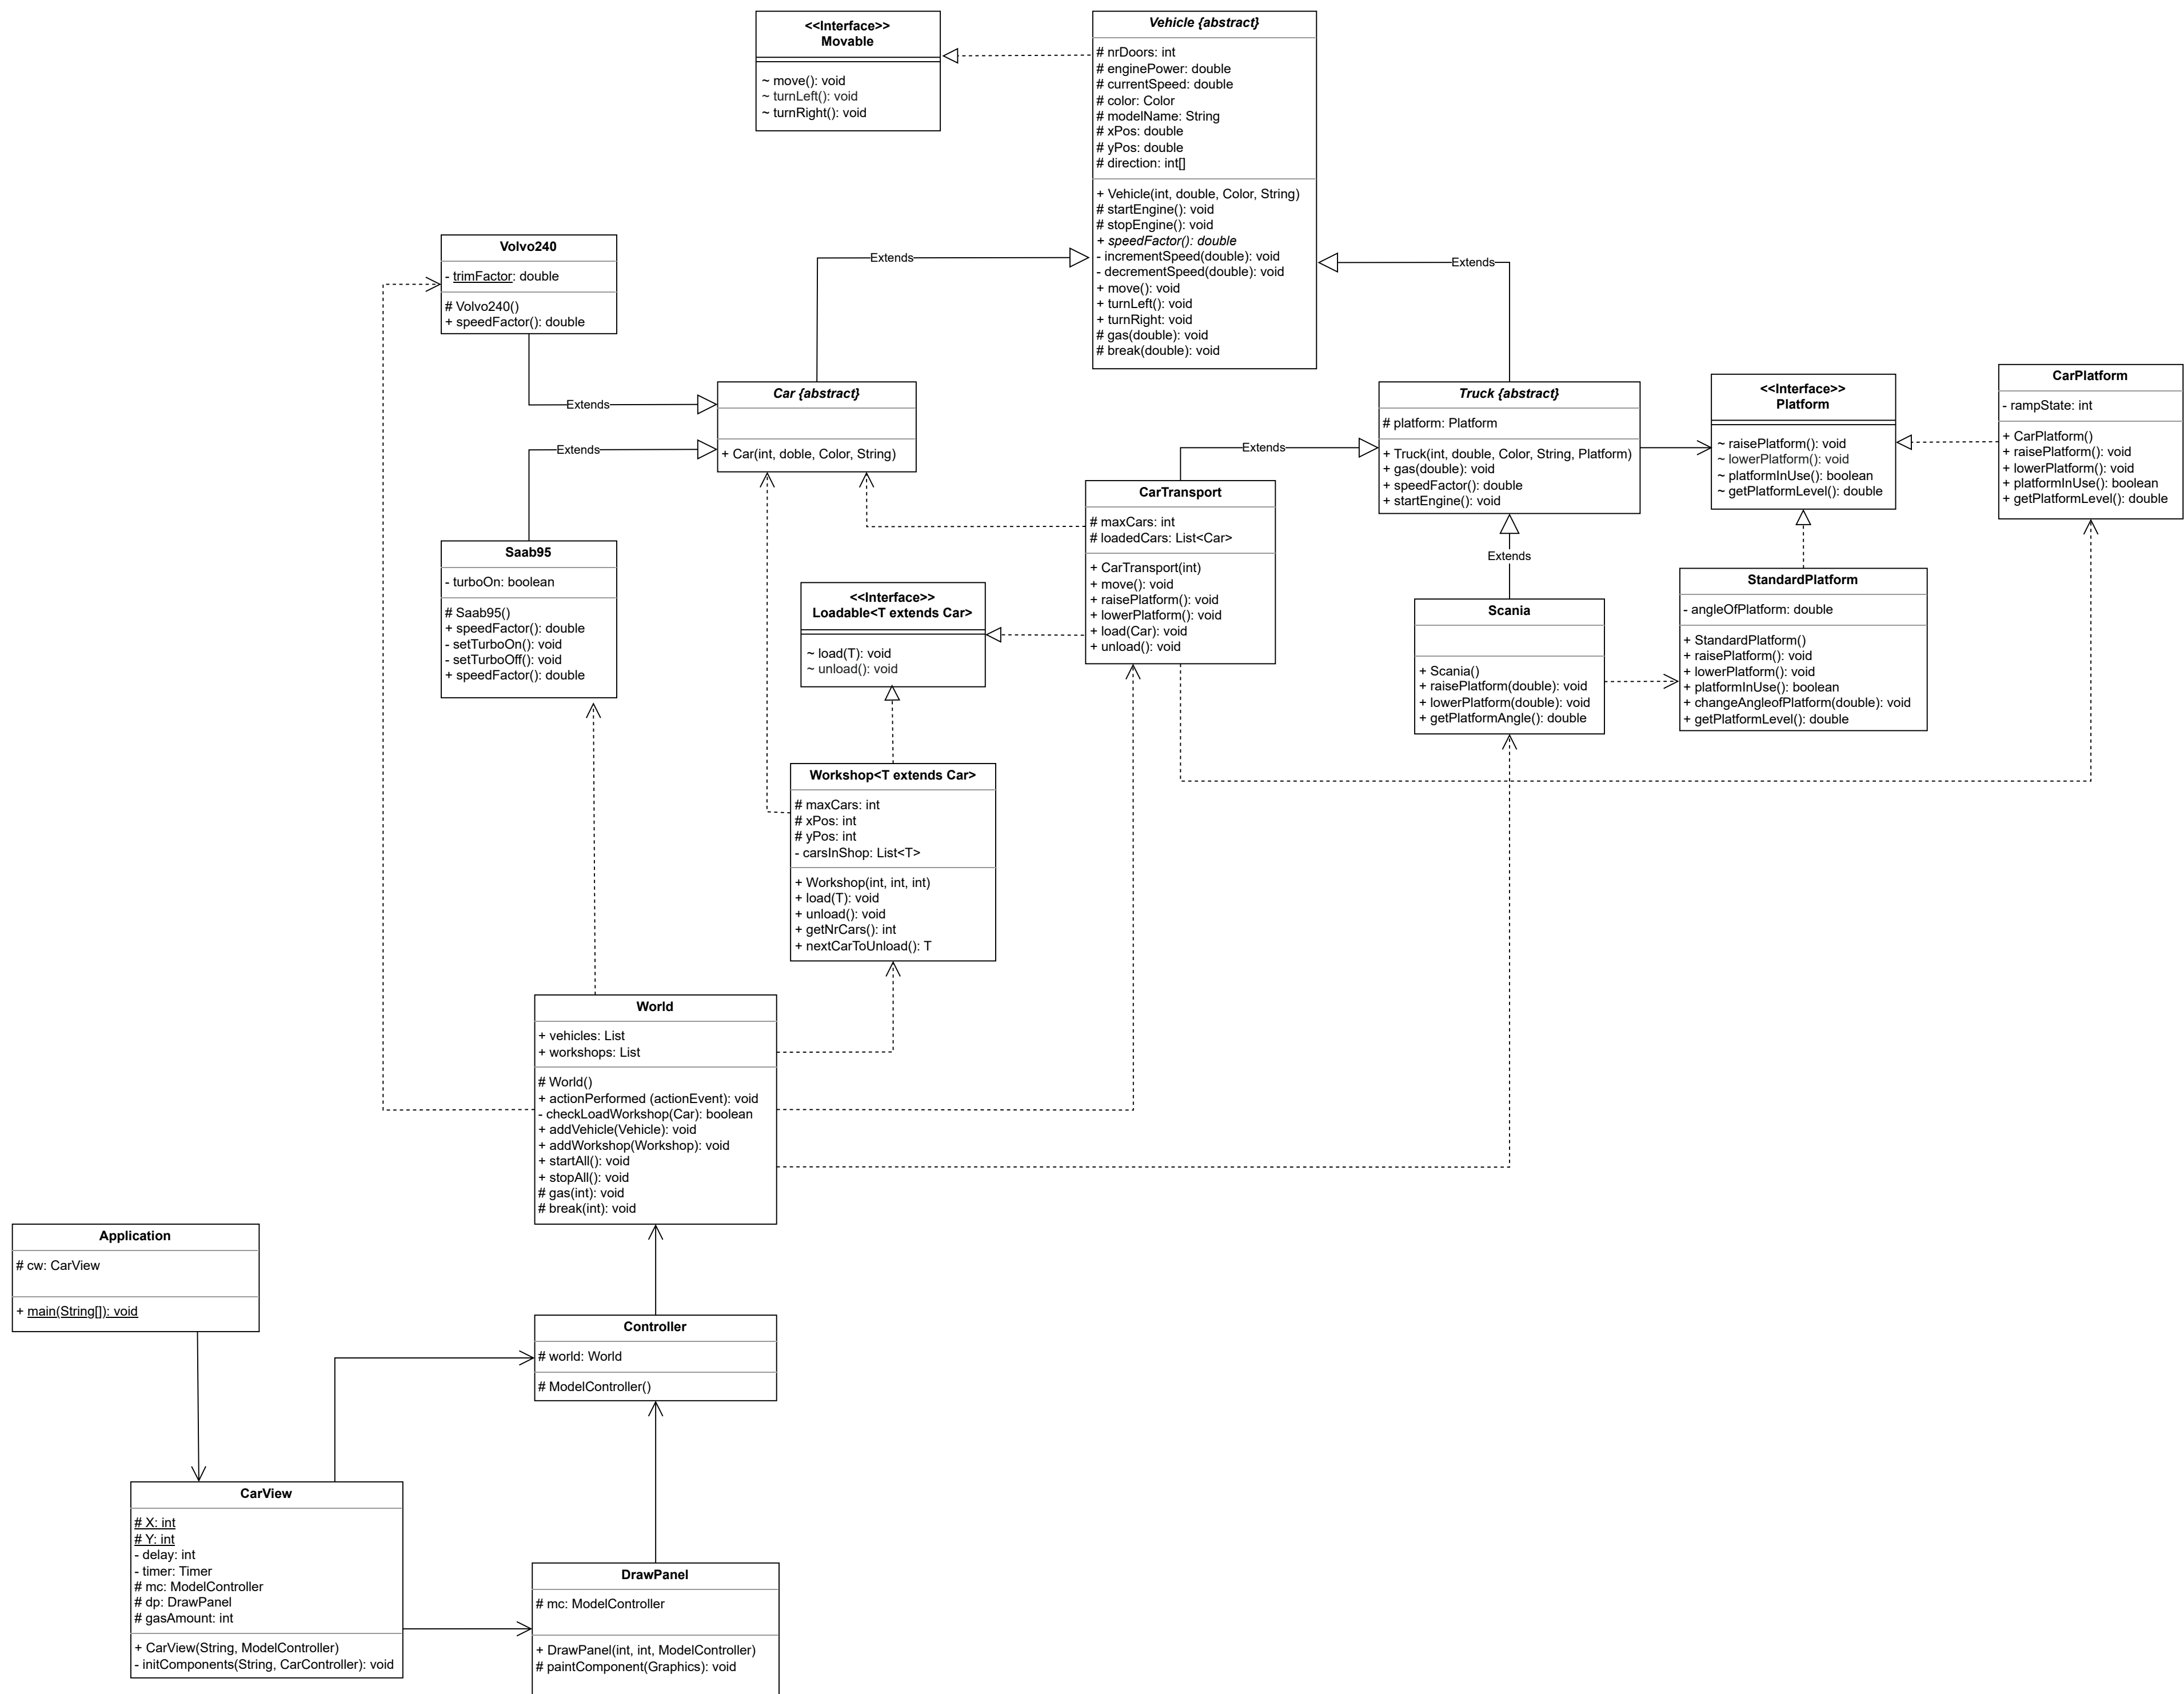 <<Interface>>
Movable
~ move(): void
~ turnLeft(): void
~ turnRight(): void
Vehicle {abstract}
# nrDoors: int
# enginePower: double
# currentSpeed: double
# color: Color
# modelName: String
# xPos: double
# yPos: double
# direction: int[]
+ Vehicle(int, double, Color, String)
# startEngine(): void
# stopEngine(): void
+ speedFactor(): double
- incrementSpeed(double): void
- decrementSpeed(double): void
+ move(): void
+ turnLeft(): void
+ turnRight: void
# gas(double): void
# break(double): void
Volvo240
- trimFactor: double
# Volvo240()
+ speedFactor(): double
Extends
Extends
Extends
Car {abstract}
+ Car(int, doble, Color, String)
Extends
Extends
Truck {abstract}
# platform: Platform
+ Truck(int, double, Color, String, Platform)
+ gas(double): void
+ speedFactor(): double
+ startEngine(): void
<<Interface>>
Platform
~ raisePlatform(): void
~ lowerPlatform(): void
~ platformInUse(): boolean
~ getPlatformLevel(): double
CarPlatform
- rampState: int
+ CarPlatform()
+ raisePlatform(): void
+ lowerPlatform(): void
+ platformInUse(): boolean
+ getPlatformLevel(): double
CarTransport
# maxCars: int
# loadedCars: List<Car>
+ CarTransport(int)
+ move(): void
+ raisePlatform(): void
+ lowerPlatform(): void
+ load(Car): void
+ unload(): void
Saab95
- turboOn: boolean
# Saab95()
+ speedFactor(): double
- setTurboOn(): void
- setTurboOff(): void
+ speedFactor(): double
<<Interface>>
Loadable<T extends Car>
~ load(T): void
~ unload(): void
Extends
Scania
+ Scania()
+ raisePlatform(double): void
+ lowerPlatform(double): void
+ getPlatformAngle(): double
StandardPlatform
- angleOfPlatform: double
+ StandardPlatform()
+ raisePlatform(): void
+ lowerPlatform(): void
+ platformInUse(): boolean
+ changeAngleofPlatform(double): void
+ getPlatformLevel(): double
Workshop<T extends Car>
# maxCars: int
# xPos: int
# yPos: int
- carsInShop: List<T>
+ Workshop(int, int, int)
+ load(T): void
+ unload(): void
+ getNrCars(): int
+ nextCarToUnload(): T
World
+ vehicles: List
+ workshops: List
# World()
+ actionPerformed (actionEvent): void
- checkLoadWorkshop(Car): boolean
+ addVehicle(Vehicle): void
+ addWorkshop(Workshop): void
+ startAll(): void
+ stopAll(): void
# gas(int): void
# break(int): void
Application
# cw: CarView
+ main(String[]): void
Controller
# world: World
# ModelController()
CarView
# X: int
# Y: int
- delay: int
- timer: Timer
# mc: ModelController
# dp: DrawPanel
# gasAmount: int
+ CarView(String, ModelController)
- initComponents(String, CarController): void
DrawPanel
# mc: ModelController
+ DrawPanel(int, int, ModelController)
# paintComponent(Graphics): void